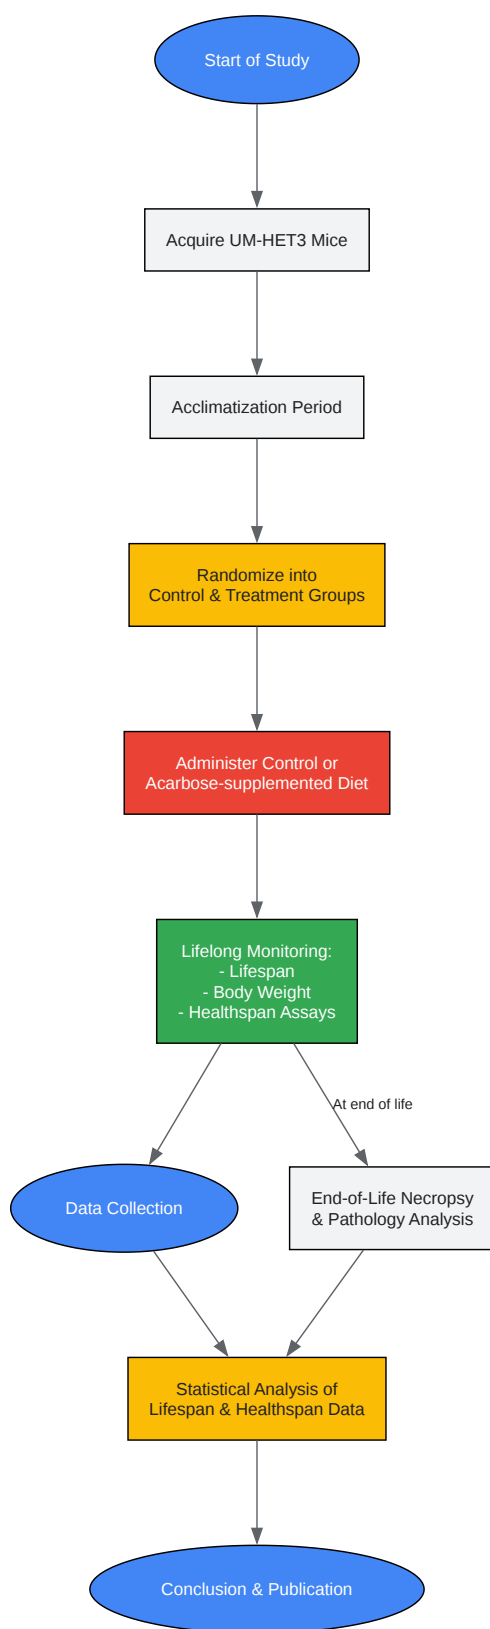 Start of Study
Acquire UM-HET3 Mice
Acclimatization Period
Randomize into
Control & Treatment Groups
Administer Control or
Acarbose-supplemented Diet
Lifelong Monitoring:
- Lifespan
- Body Weight
- Healthspan Assays
At end of life
Data Collection
End-of-Life Necropsy
& Pathology Analysis
Statistical Analysis of
Lifespan & Healthspan Data
Conclusion & Publication